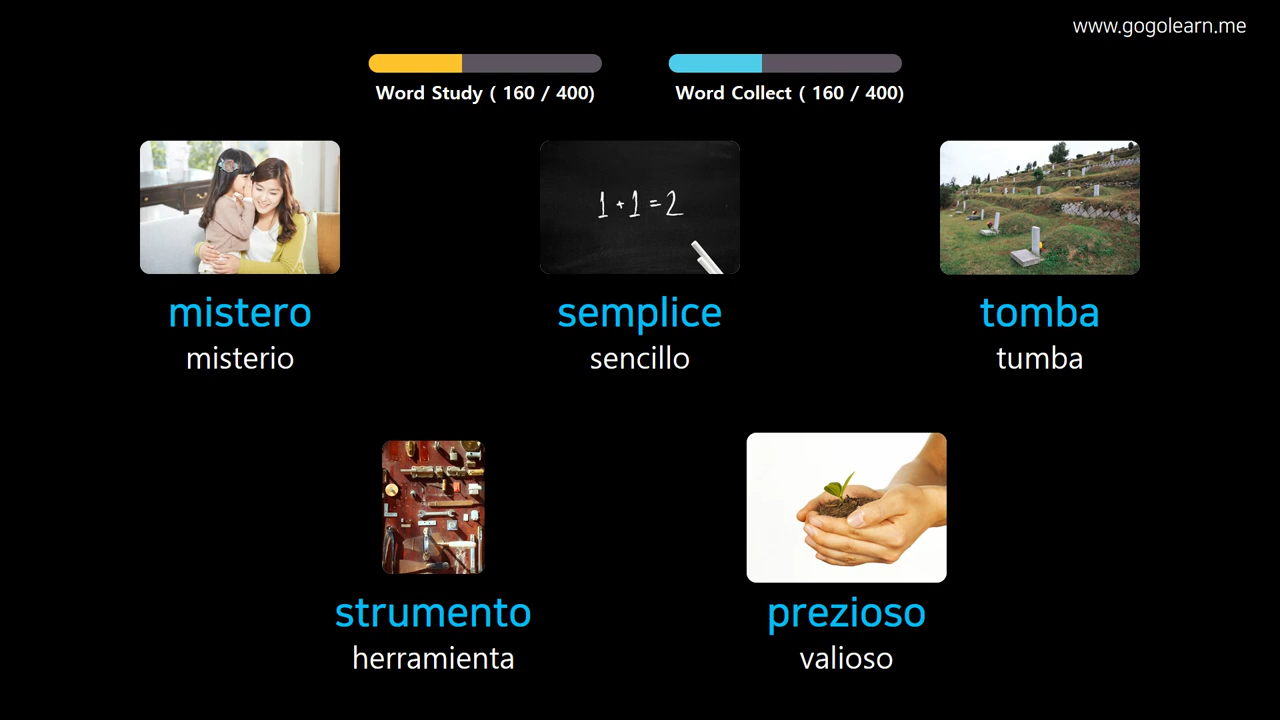 www.gogolearn.me
Word Study ( 160 / 400)
Word Collect ( 160 / 400)
1 + 1 = 2
mistero
misterio
semplice
sencillo
tomba
tumba
strumento
herramienta
prezioso
valioso